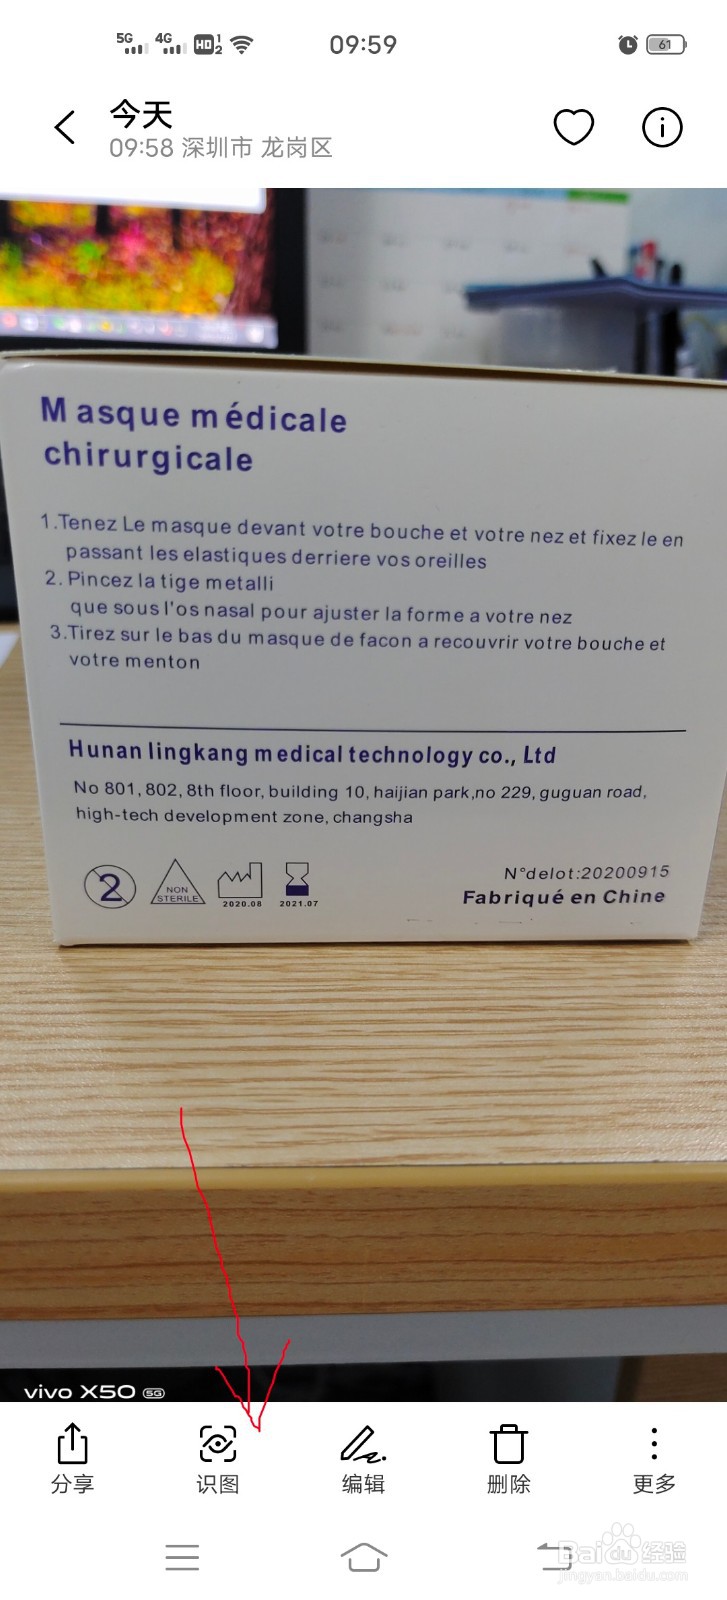 5G 4G HD 1 2 09:59 61
今天
09:58 深圳市 龙岗区
Masque médicale
chirurgicale
1.Tenez Le masque devant votre bouche et votre nez et fixez le en
passant les elastiques derriere vos oreilles
2. Pincez la tige metalli
que sous l'os nasal pour ajuster la forme a votre nez
3.Tirez sur le bas du masque de facon a recouvrir votre bouche et
votre menton
Hunan lingkang medical technology co., Ltd
No 801, 802, 8th floor, building 10, haijian park,no 229, guguan road,
high-tech development zone, changsha
2
NON
STERILE
2020.08
2021.07
N°delot:20200915
Fabriqué en Chine
vivo X50 5G
分享 识图 编辑 删除 更多
Baidu 经验
jingyan.baidu.com